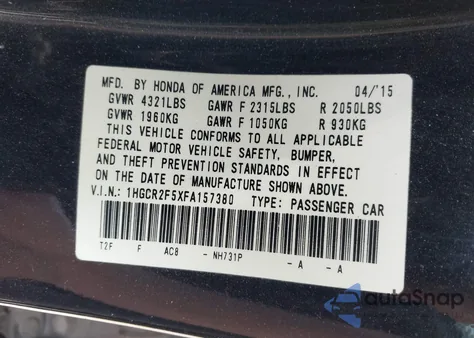 MFD. BY HONDA OF AMERICA MFG., INC. 04/15
GVWR 4321LBS GAWR F 2315LBS R 2050LBS
GVWR 1960KG GAWR F 1050KG R 930KG
THIS VEHICLE CONFORMS TO ALL APPLICABLE
FEDERAL MOTOR VEHICLE SAFETY, BUMPER,
AND THEFT PREVENTION STANDARDS IN EFFECT
ON THE DATE OF MANUFACTURE SHOWN ABOVE.
V.I.N.: 1HGCR2F5XFA157380 TYPE: PASSENGER CAR
T2F F AC8 -NH731P -A -A
autoSnap